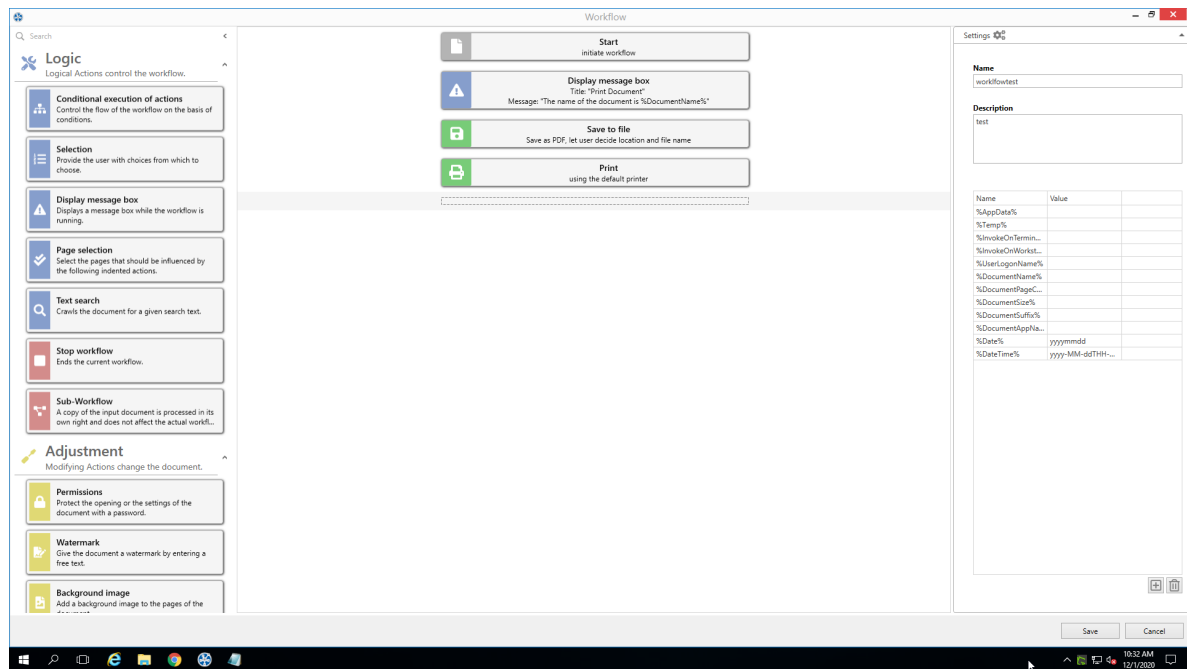 Workflow
Search
Logic
Logical Actions control the workflow.
Conditional execution of actions
Control the flow of the workflow on the basis of
conditions.
Selection
Provide the user with choices from which to
choose.
Display message box
Displays a message box while the workflow is
running.
Page selection
Select the pages that should be influenced by
the following indented actions.
Text search
Crawls the document for a given search text.
Stop workflow
Ends the current workflow.
Sub-Workflow
A copy of the input document is processed in its
own right and does not affect the actual workfl...
Adjustment
Modifying Actions change the document.
Permissions
Protect the opening or the settings of the
document with a password.
Watermark
Give the document a watermark by entering a
free text.
Background image
Add a background image to the pages of the
Start
initiate workflow
Display message box
Title: "Print Document"
Message: "The name of the document is %DocumentName%"
Save to file
Save as PDF, let user decide location and file name
Print
using the default printer
Settings
Name
worklfowtest
Description
test
Name Value
%AppData%
%Temp%
%InvokeOnTermin...
%InvokeOnWorkst...
%UserLogonName%
%DocumentName%
%DocumentPageC...
%DocumentSize%
%DocumentSuffix%
%DocumentAppNa...
%Date% yyyymmdd
%DateTime% yyyy-MM-ddTHH-...
Save Cancel
10:32 AM
12/1/2020